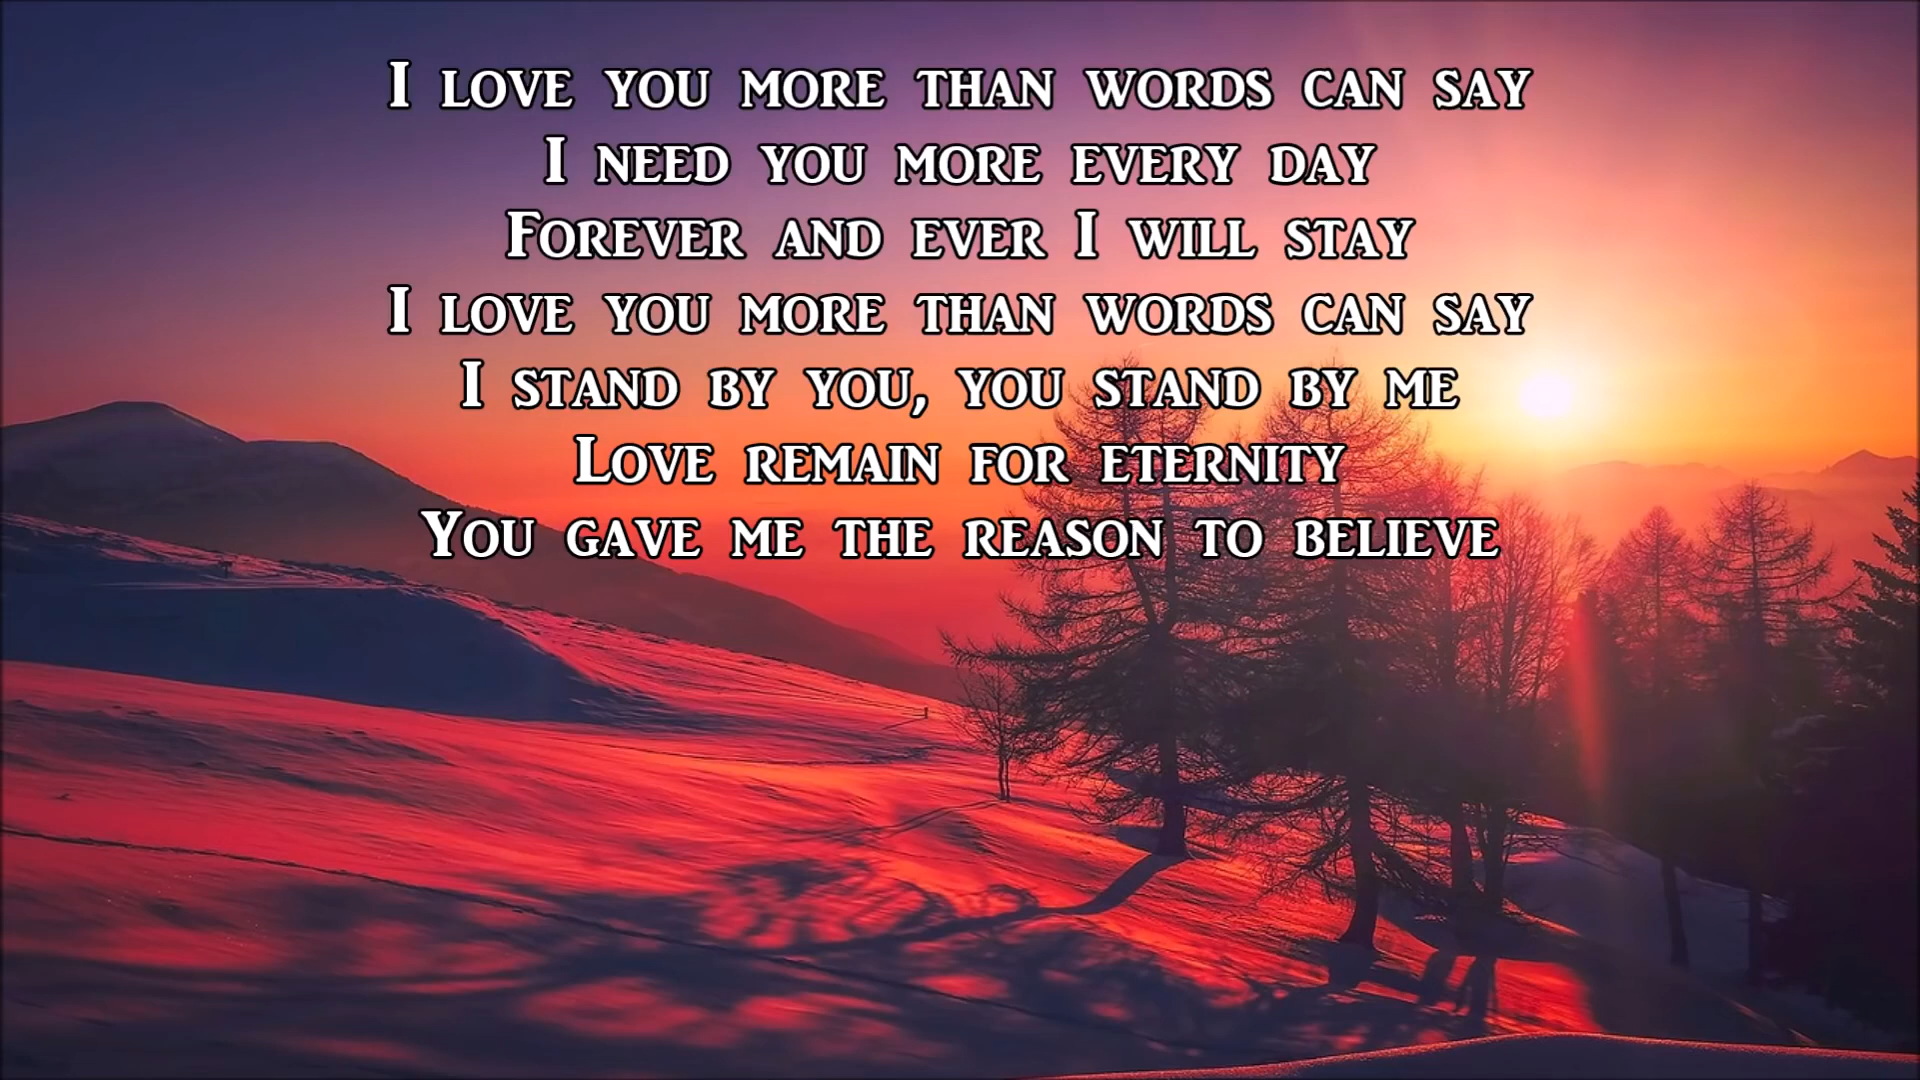 I love you more than words can say
I need you more every day
Forever and ever I will stay
I love you more than words can say
I stand by you, you stand by me
Love remain for eternity
You gave me the reason to believe